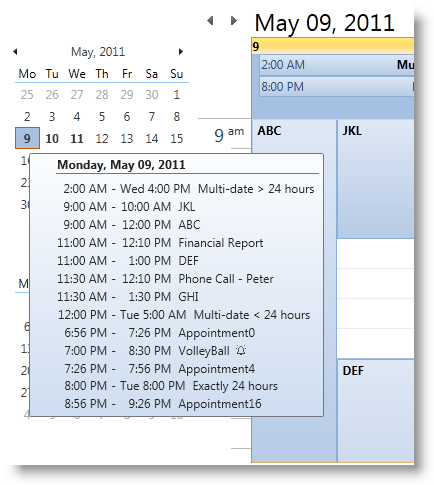 May 09, 2011
May, 2011
Mo Tu We Th Fr Sa Su
25 26 27 28 29 30 1
2 3 4 5 6 7 8
9 10 11 12 13 14 15
9
2:00 AM
8:00 PM
9 am
ABC
JKL
DEF
Monday, May 09, 2011
2:00 AM - Wed 4:00 PM Multi-date > 24 hours
9:00 AM - 10:00 AM JKL
9:00 AM - 12:00 PM ABC
11:00 AM - 12:10 PM Financial Report
11:00 AM - 1:00 PM DEF
11:30 AM - 12:10 PM Phone Call - Peter
11:30 AM - 1:30 PM GHI
12:00 PM - Tue 5:00 AM Multi-date < 24 hours
6:56 PM - 7:26 PM Appointment0
7:00 PM - 8:30 PM VolleyBall
7:26 PM - 7:56 PM Appointment4
8:00 PM - Tue 8:00 PM Exactly 24 hours
8:56 PM - 9:26 PM Appointment16